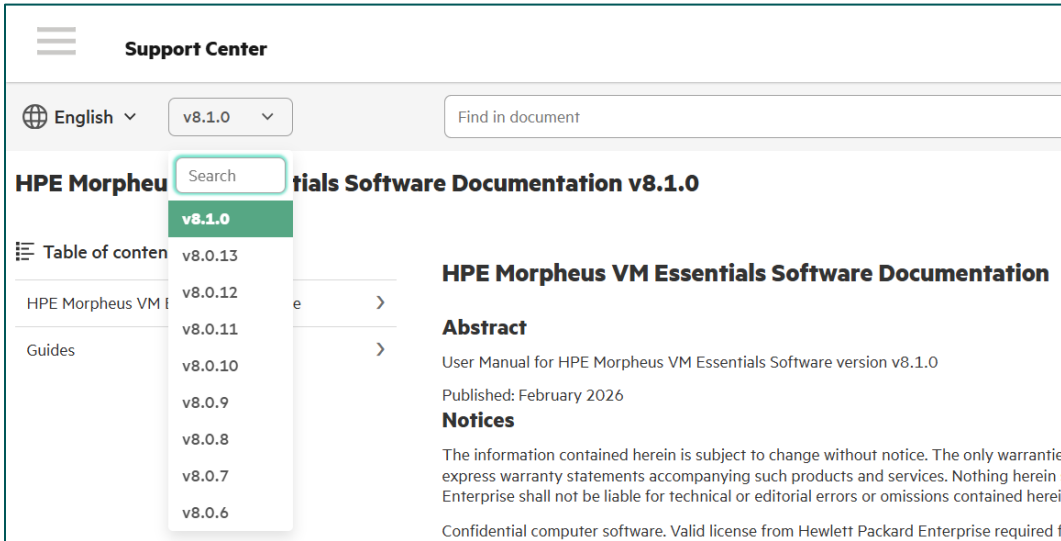 Support Center
English
v8.1.0
Find in document
HPE Morpheu tials Software Documentation v8.1.0
Search
v8.1.0
v8.0.13
v8.0.12
v8.0.11
v8.0.10
v8.0.9
v8.0.8
v8.0.7
v8.0.6
Table of conten
HPE Morpheus VM E e
Guides
HPE Morpheus VM Essentials Software Documentation
Abstract
User Manual for HPE Morpheus VM Essentials Software version v8.1.0
Published: February 2026
Notices
The information contained herein is subject to change without notice. The only warrantie
express warranty statements accompanying such products and services. Nothing herein
Enterprise shall not be liable for technical or editorial errors or omissions contained herei
Confidential computer software. Valid license from Hewlett Packard Enterprise required f